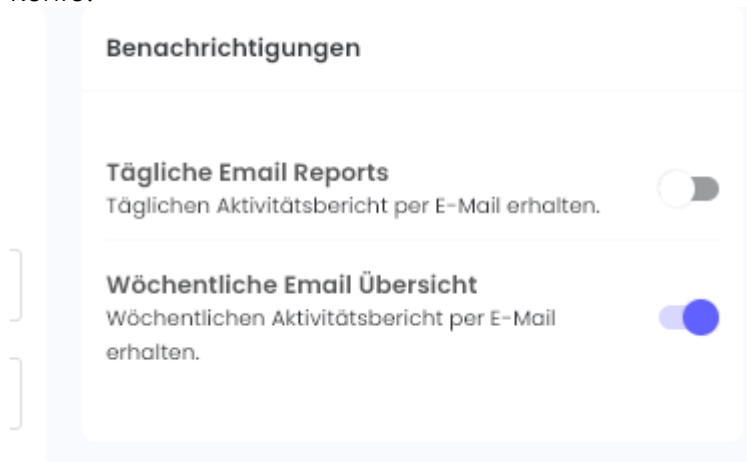 Benachrichtigungen
Tägliche Email Reports
Täglichen Aktivitätsbericht per E-Mail erhalten.
Wöchentliche Email Übersicht
Wöchentlichen Aktivitätsbericht per E-Mail
erhalten.